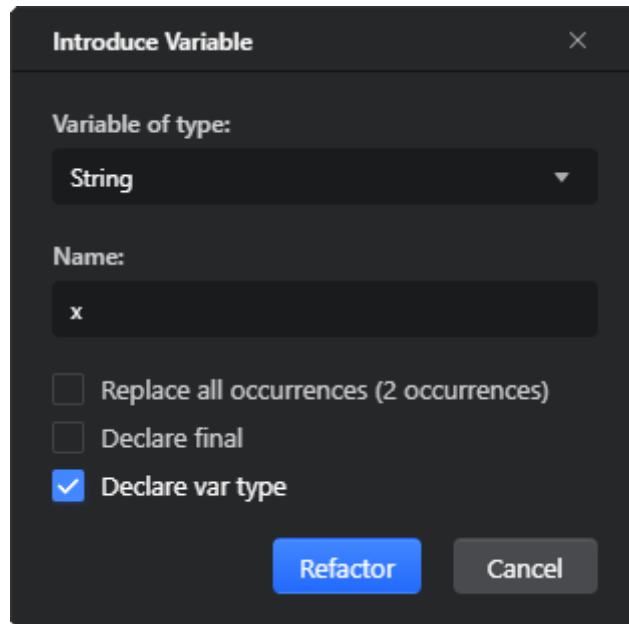 Introduce Variable
Variable of type:
String
Name:
x
Replace all occurrences (2 occurrences)
Declare final
Declare var type
Refactor Cancel